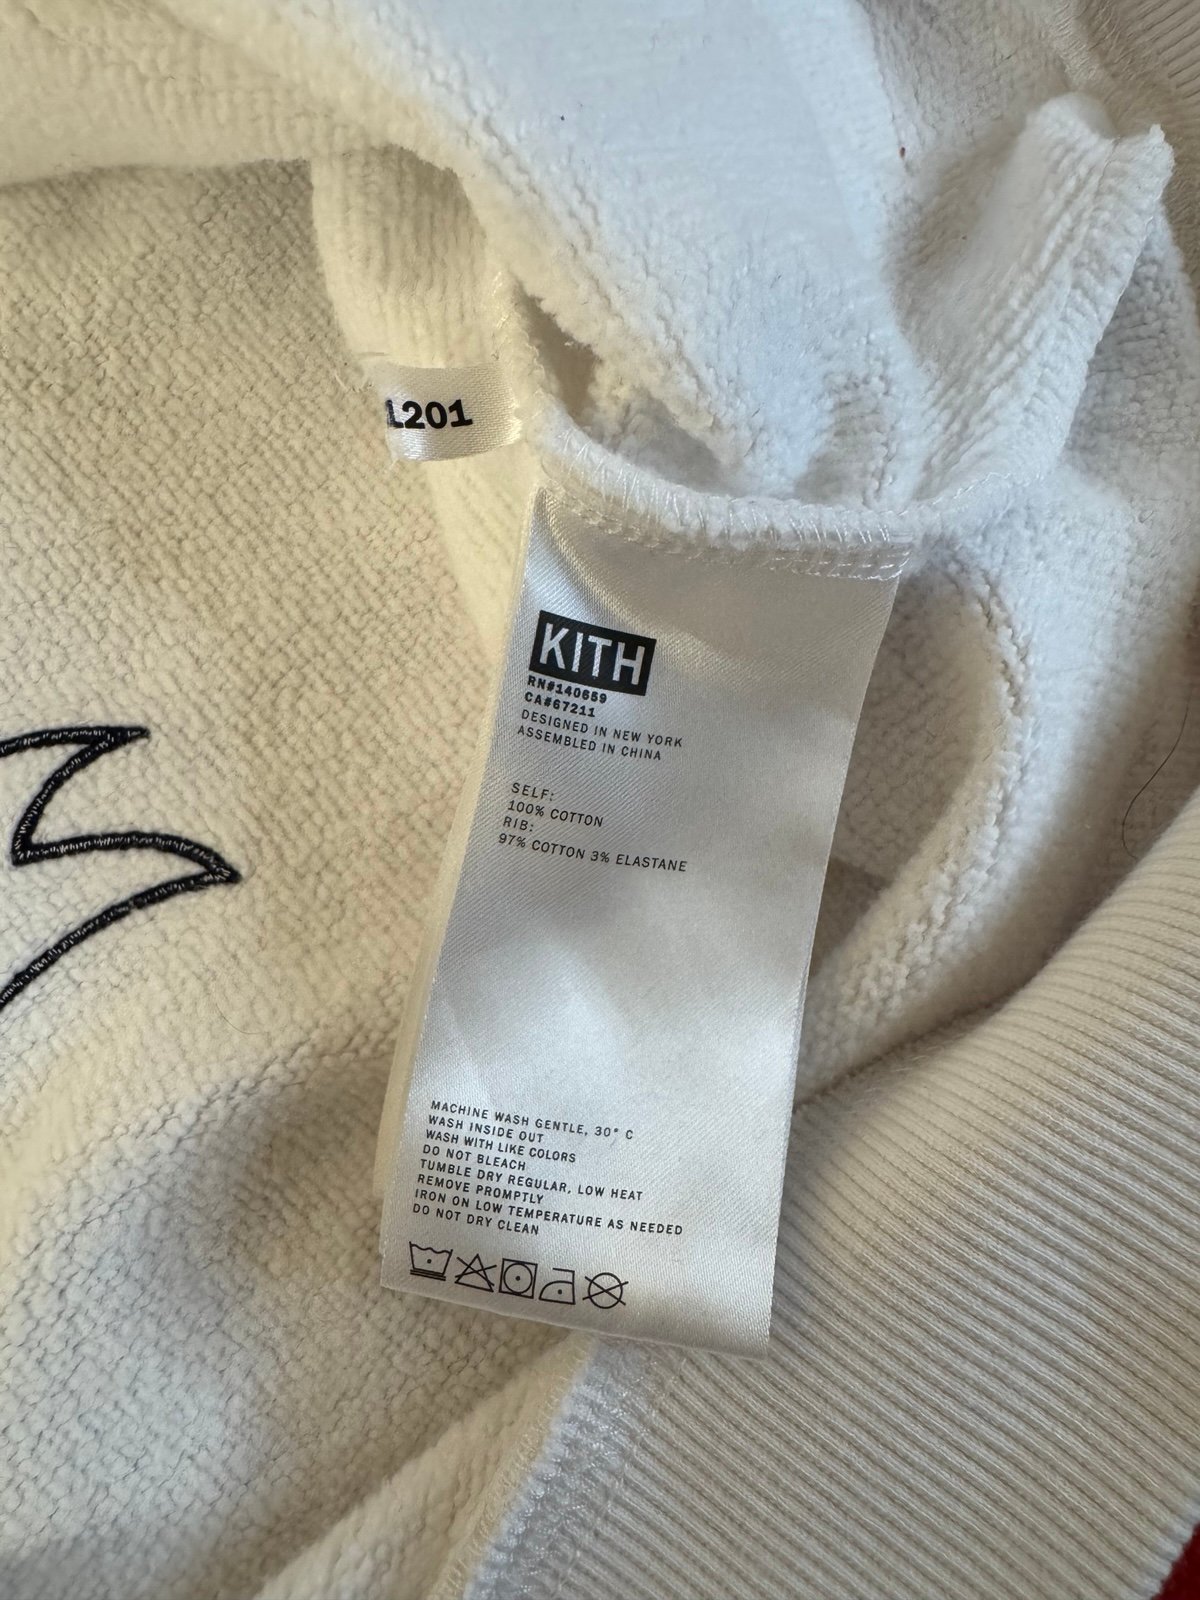 1201
KITH
RN#140659
CA#67211
DESIGNED IN NEW YORK
ASSEMBLED IN CHINA
SELF:
100% COTTON
RIB:
97% COTTON 3% ELASTANE
MACHINE WASH GENTLE, 30° C
WASH INSIDE OUT
WASH WITH LIKE COLORS
DO NOT BLEACH
TUMBLE DRY REGULAR, LOW HEAT
REMOVE PROMPTLY
IRON ON LOW TEMPERATURE AS NEEDED
DO NOT DRY CLEAN